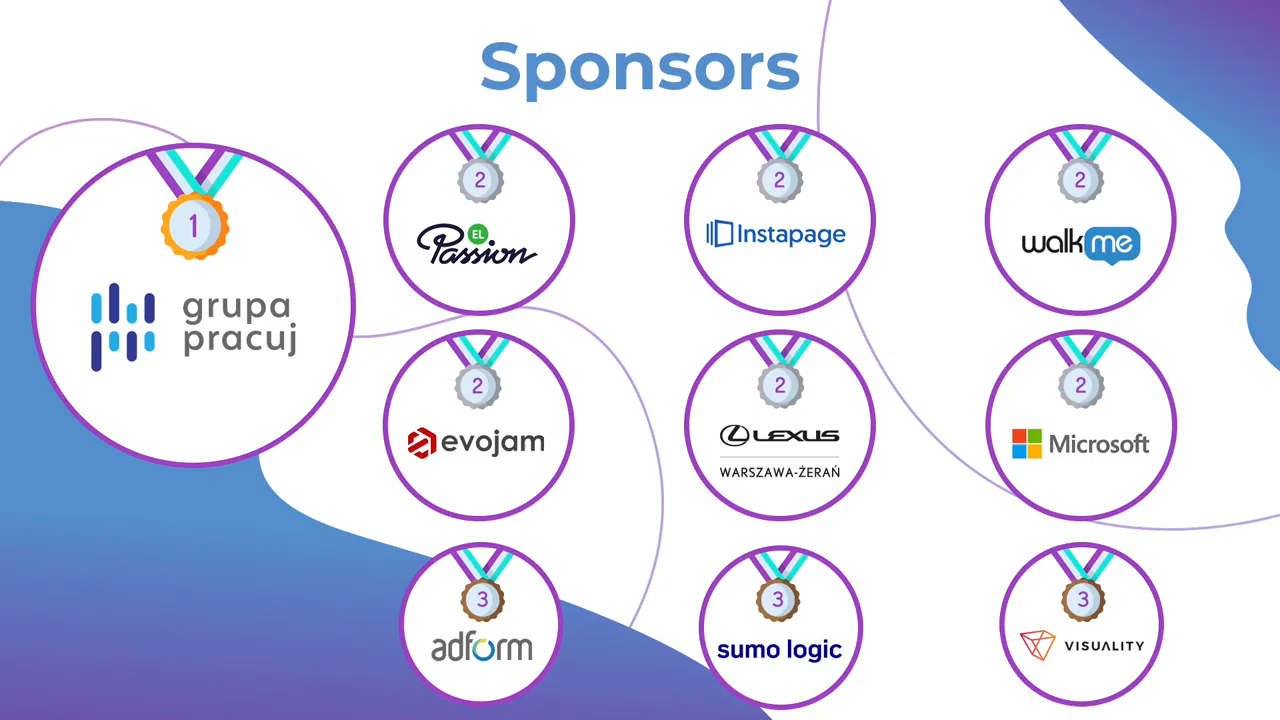 Sponsors
1
grupa
pracuj
2
EL
Passion
2
Instapage
2
walkme
2
evojam
2
LEXUS
WARSZAWA-ŻERAŃ
2
Microsoft
3
adform
3
sumo logic
3
VISUALITY